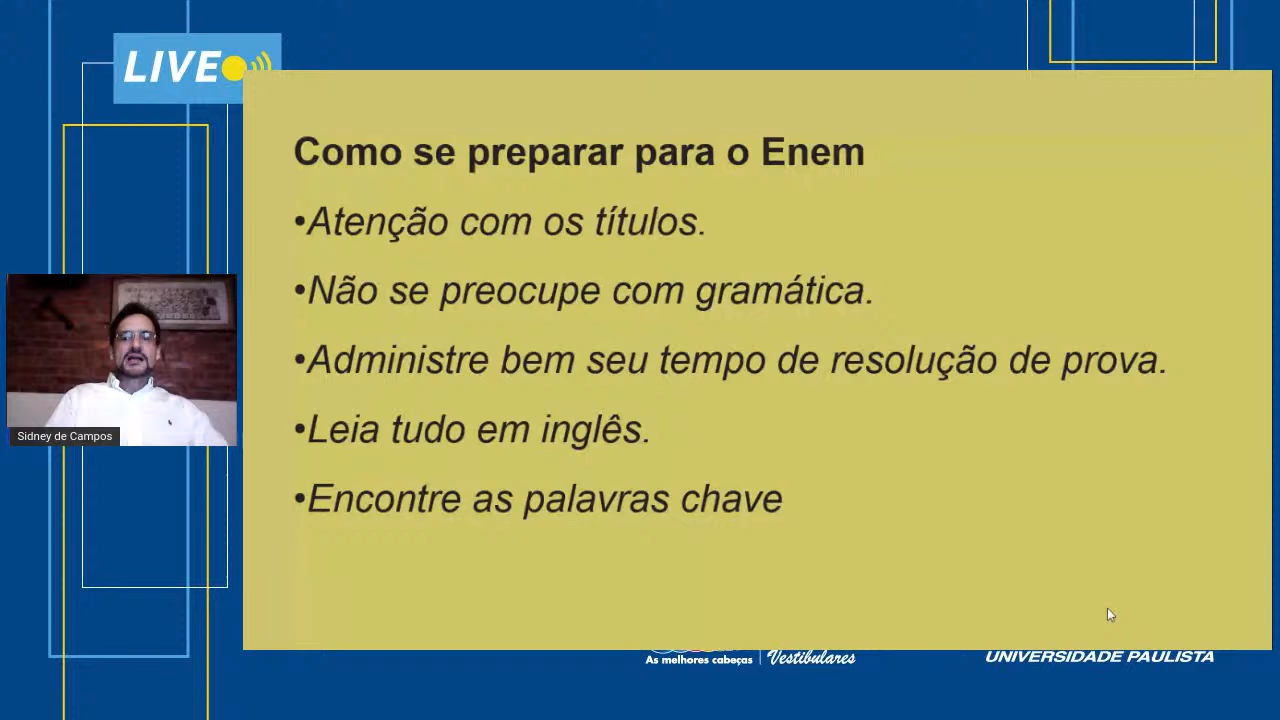 LIVE
Como se preparar para o Enem
•Atenção com os títulos.
•Não se preocupe com gramática.
•Administre bem seu tempo de resolução de prova.
•Leia tudo em inglês.
•Encontre as palavras chave
Sidney de Campos
As melhores cabeças | Vestibulares
UNIVERSIDADE PAULISTA